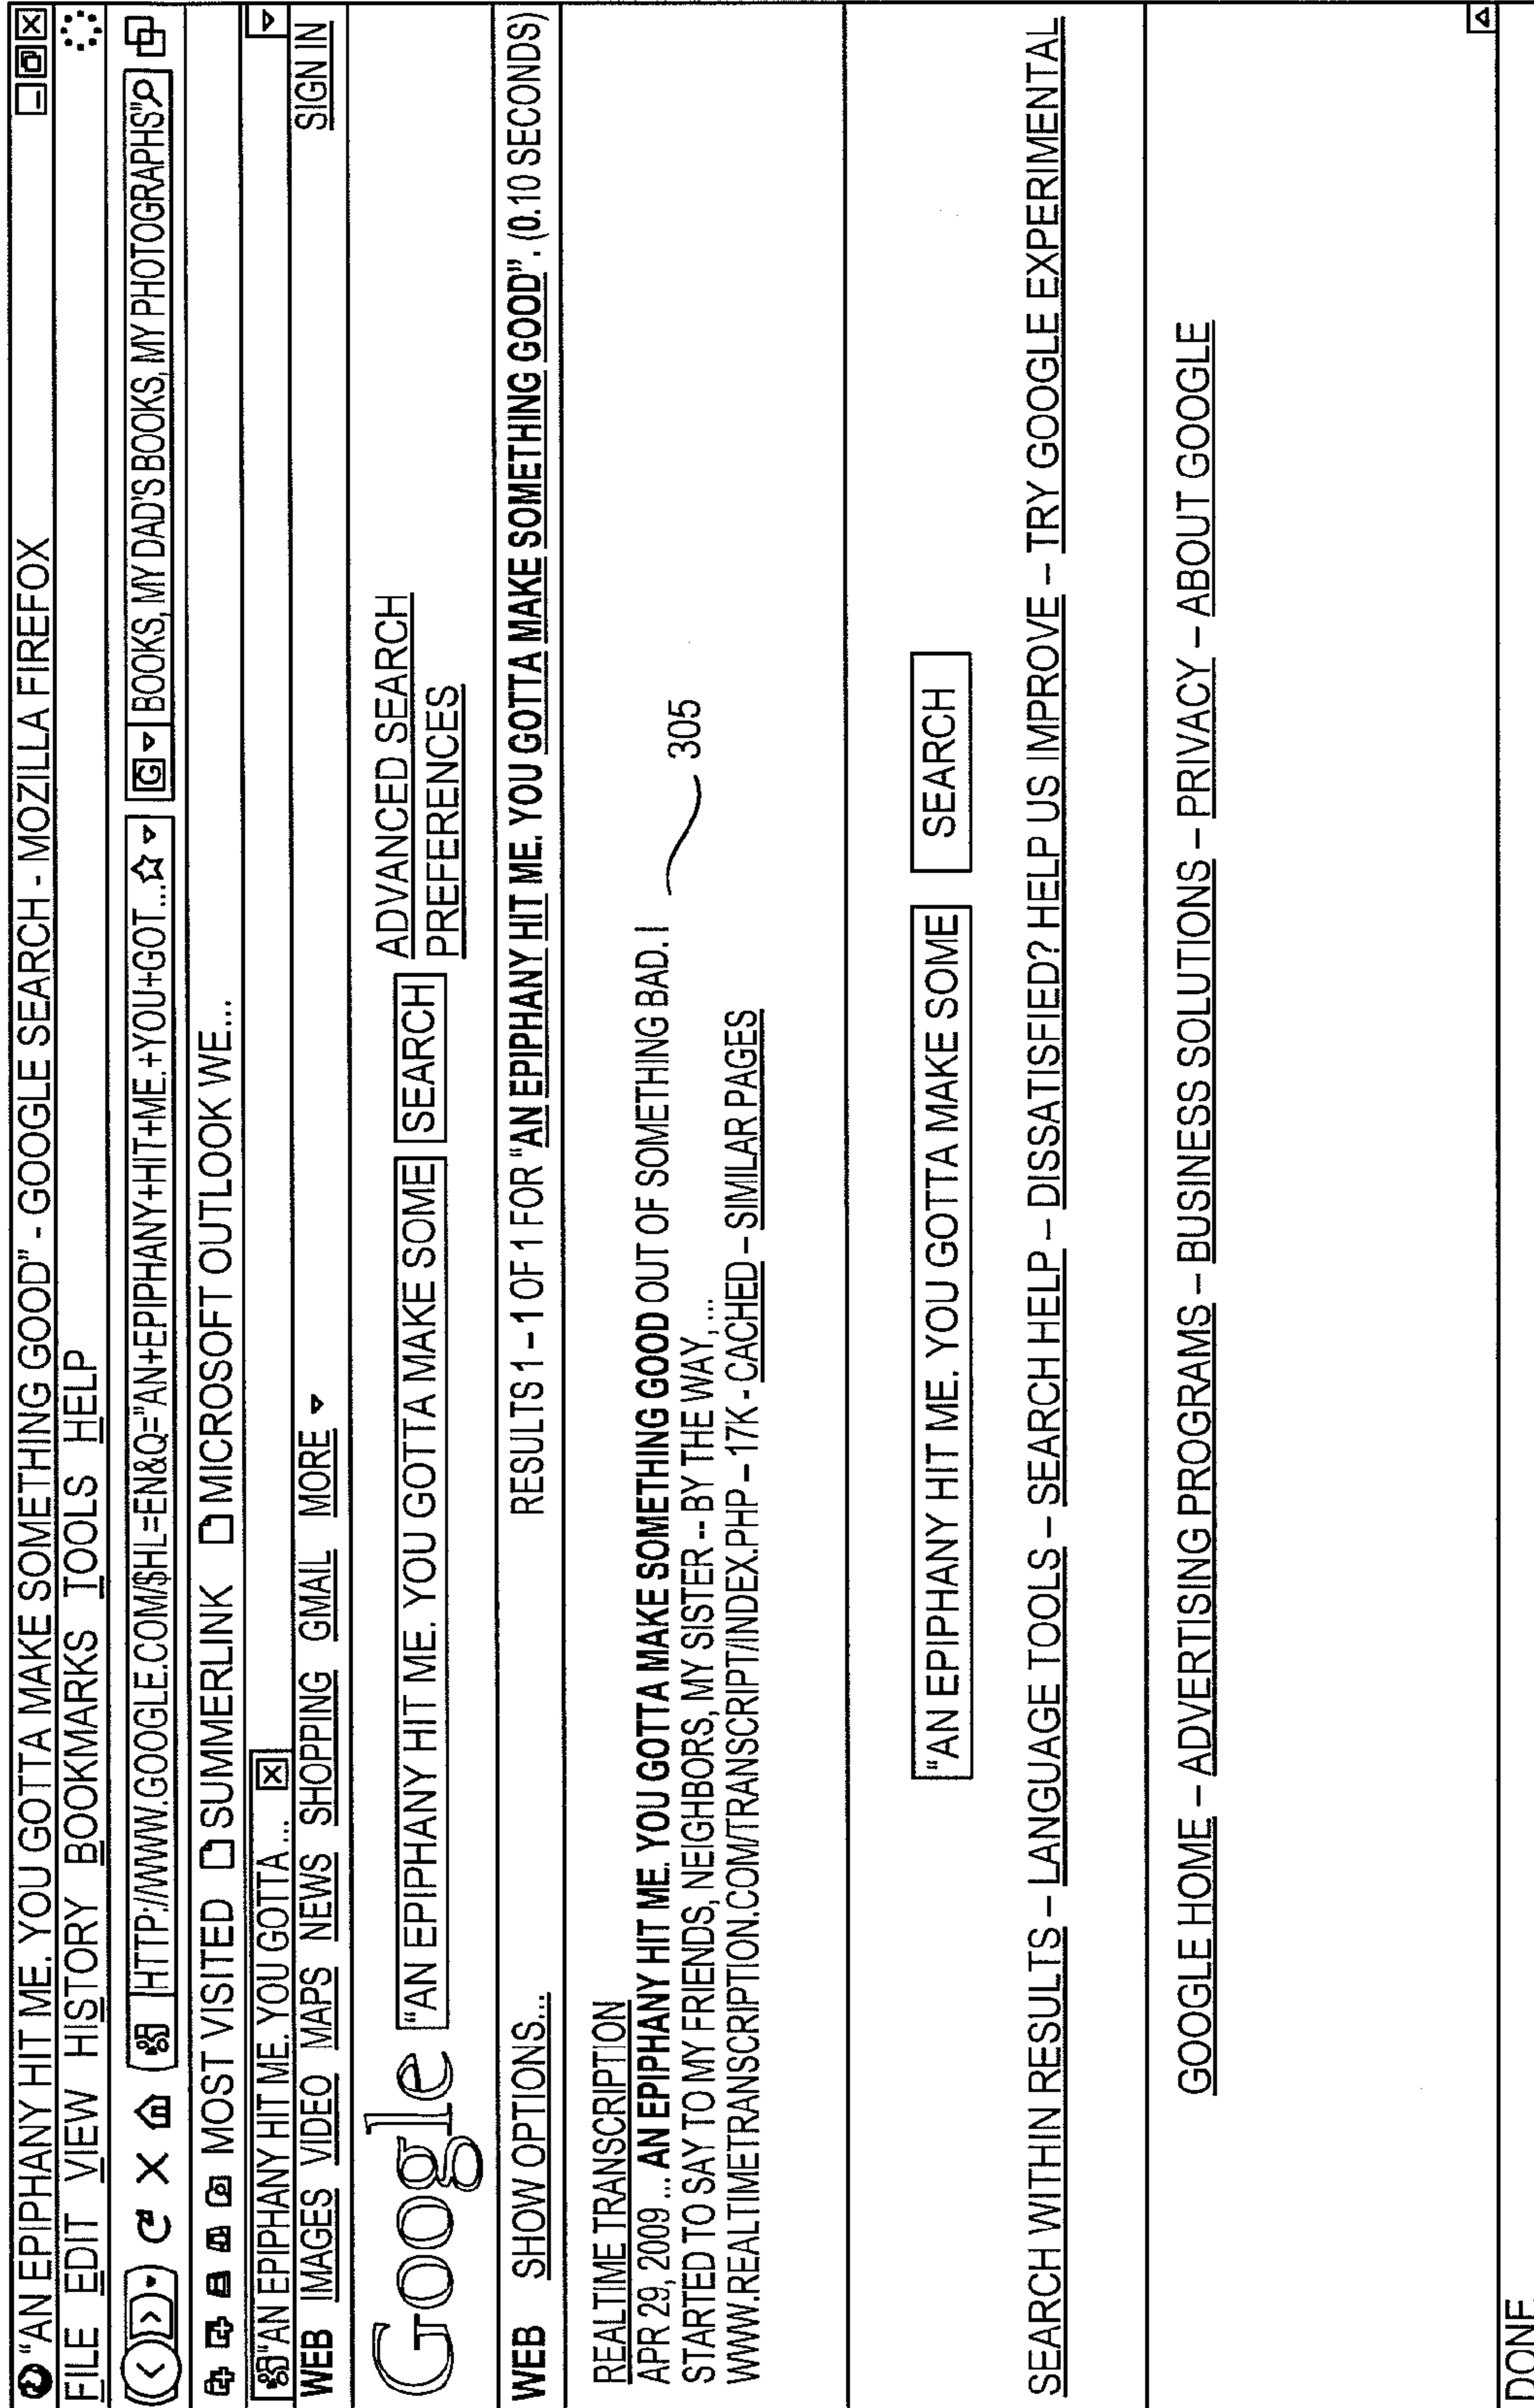 "AN EPIPHANY HIT ME. YOU GOTTA MAKE SOMETHING GOOD" - GOOGLE SEARCH - MOZILLA FIREFOX
FILE EDIT VIEW HISTORY BOOKMARKS TOOLS HELP
HTTP://WWW.GOOGLE.COM/$HL=EN&Q="AN+EPIPHANY+HIT+ME.+YOU+GOT... G BOOKS, MY DAD'S BOOKS, MY PHOTOGRAPHS"
MOST VISITED SUMMERLINK MICROSOFT OUTLOOK WE...
"AN EPIPHANY HIT ME. YOU GOTTA ...
WEB IMAGES VIDEO MAPS NEWS SHOPPING GMAIL MORE SIGN IN
Google "AN EPIPHANY HIT ME. YOU GOTTA MAKE SOME SEARCH ADVANCED SEARCH
PREFERENCES
WEB SHOW OPTIONS... RESULTS 1 – 1 OF 1 FOR "AN EPIPHANY HIT ME. YOU GOTTA MAKE SOMETHING GOOD". (0.10 SECONDS)
REALTIME TRANSCRIPTION
APR 29, 2009 ... AN EPIPHANY HIT ME. YOU GOTTA MAKE SOMETHING GOOD OUT OF SOMETHING BAD. I
305
STARTED TO SAY TO MY FRIENDS, NEIGHBORS, MY SISTER -- BY THE WAY, ...
WWW.REALTIMETRANSCRIPTION.COM/TRANSCRIPT/INDEX.PHP – 17K - CACHED – SIMILAR PAGES
"AN EPIPHANY HIT ME. YOU GOTTA MAKE SOME SEARCH
SEARCH WITHIN RESULTS – LANGUAGE TOOLS – SEARCH HELP – DISSATISFIED? HELP US IMPROVE – TRY GOOGLE EXPERIMENTAL
GOOGLE HOME – ADVERTISING PROGRAMS – BUSINESS SOLUTIONS – PRIVACY – ABOUT GOOGLE
DONE